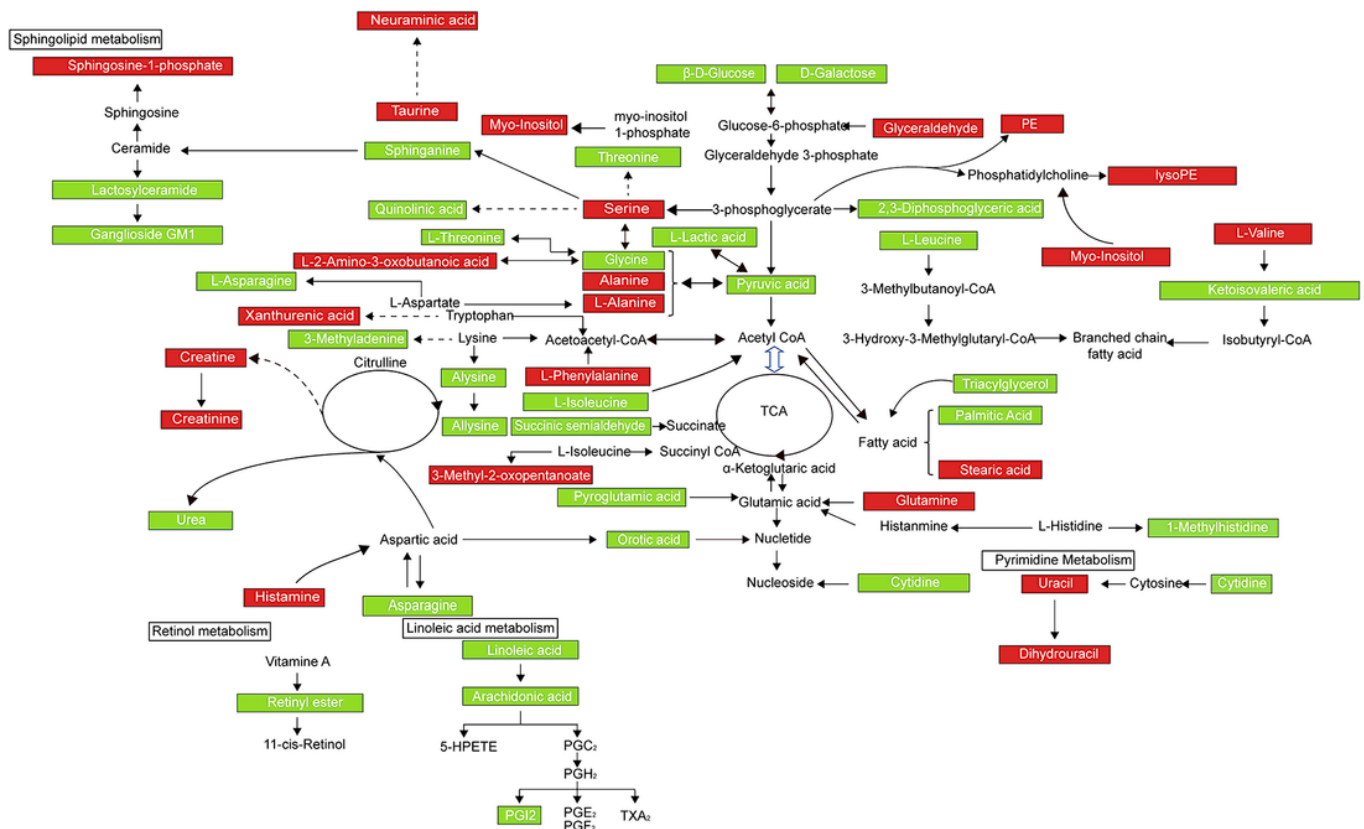 Neuraminic acid
Sphingolipid metabolism
Sphingosine-1-phosphate
β-D-Glucose
D-Galactose
Sphingosine
Taurine
Myo-Inositol
myo-inositol
1-phosphate
Glucose-6-phosphate
Glyceraldehyde
PE
Ceramide
Sphinganine
Threonine
Glyceraldehyde 3-phosphate
Phosphatidylcholine
lysoPE
Lactosylceramide
Quinolinic acid
Serine
3-phosphoglycerate
2,3-Diphosphoglyceric acid
Ganglioside GM1
L-Threonine
L-Lactic acid
L-Leucine
L-Valine
L-2-Amino-3-oxobutanoic acid
Glycine
Myo-Inositol
L-Asparagine
Alanine
Pyruvic acid
3-Methylbutanoyl-CoA
Ketoisovaleric acid
L-Aspartate
L-Alanine
Xanthurenic acid
Tryptophan
3-Methyladenine
Lysine
Acetoacetyl-CoA
Acetyl CoA
3-Hydroxy-3-Methylglutaryl-CoA
Branched chain
fatty acid
Isobutyryl-CoA
Creatine
Citrulline
Alysine
L-Phenylalanine
Triacylglycerol
L-Isoleucine
Creatinine
Allysine
Succinic semialdehyde
Succinate
TCA
Palmitic Acid
Fatty acid
L-Isoleucine
Succinyl CoA
3-Methyl-2-oxopentanoate
α-Ketoglutaric acid
Stearic acid
Pyroglutamic acid
Glutamic acid
Glutamine
Urea
Histanmine
L-Histidine
1-Methylhistidine
Aspartic acid
Orotic acid
Nucletide
Pyrimidine Metabolism
Nucleoside
Cytidine
Uracil
Cytosine
Cytidine
Histamine
Asparagine
Retinol metabolism
Linoleic acid metabolism
Linoleic acid
Dihydrouracil
Vitamine A
Retinyl ester
Arachidonic acid
11-cis-Retinol
5-HPETE
PGC₂
PGH₂
PGI2
PGE₂
TXA₂